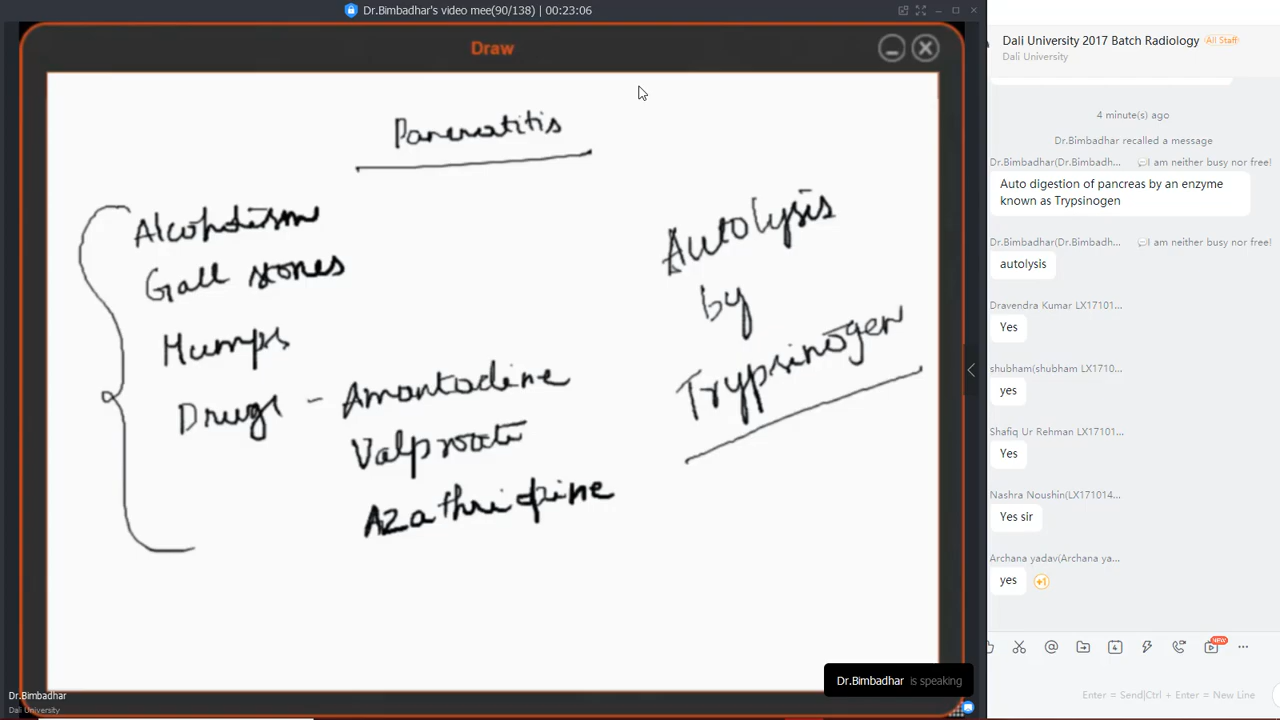 Dr.Bimbadhar's video mee(90/138) | 00:23:06
Draw
Pancreatitis
Alcoholism
Gall stones
Mumps
Drugs - Amantadine
Valproate
Azathripine
Autolysis
by
Trypsinogen
Dr.Bimbadhar is speaking
Dr.Bimbadhar
Dali University
Dali University 2017 Batch Radiology All Staff
Dali University
4 minute(s) ago
Dr.Bimbadhar recalled a message
Dr.Bimbadhar(Dr.Bimbadh... I am neither busy nor free!
Auto digestion of pancreas by an enzyme
known as Trypsinogen
Dr.Bimbadhar(Dr.Bimbadh... I am neither busy nor free!
autolysis
Dravendra Kumar LX17101...
Yes
shubham(shubham LX1710...
yes
Shafiq Ur Rehman LX17101...
Yes
Nashra Noushin(LX171014...
Yes sir
Archana yadav(Archana ya...
yes +1
4 NEW
Enter = Send|Ctrl + Enter = New Line